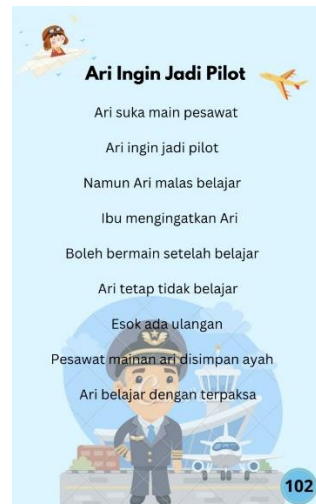 Ari Ingin Jadi Pilot
Ari suka main pesawat
Ari ingin jadi pilot
Namun Ari malas belajar
Ibu mengingatkan Ari
Boleh bermain setelah belajar
Ari tetap tidak belajar
Esok ada ulangan
Pesawat mainan ari disimpan ayah
Ari belajar dengan terpaksa
102